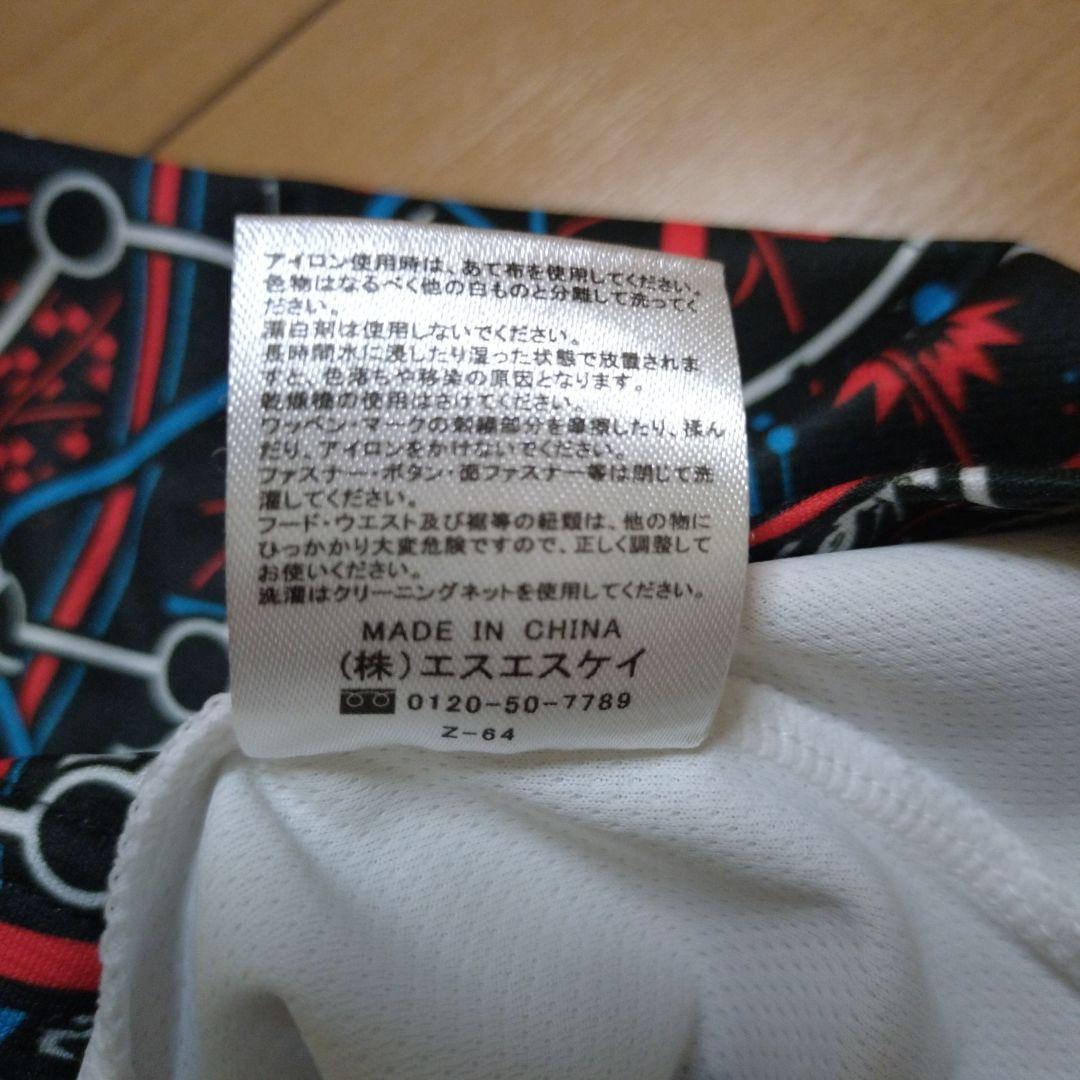 アイロン使用時は、あて布を使用してください。
色物はなるべく他の白ものと分離して洗ってく
ださい。
漂白剤は使用しないでください。
長時間水に浸したり湿った状態で放置されま
すと、色落ちや移染の原因となります。
乾燥機の使用はさけてください。
ワッペン・マークの刺繍部分を摩擦したり、揉ん
だり、アイロンをかけないでください。
ファスナー・ボタン・面ファスナー等は閉じて洗
濯してください。
フード・ウエスト及び裾等の紐類は、他の物に
ひっかかり大変危険ですので、正しく調整して
お使いください。
洗濯はクリーニングネットを使用してください。
MADE IN CHINA
(株)エスエスケイ
0120-50-7789
Z-64